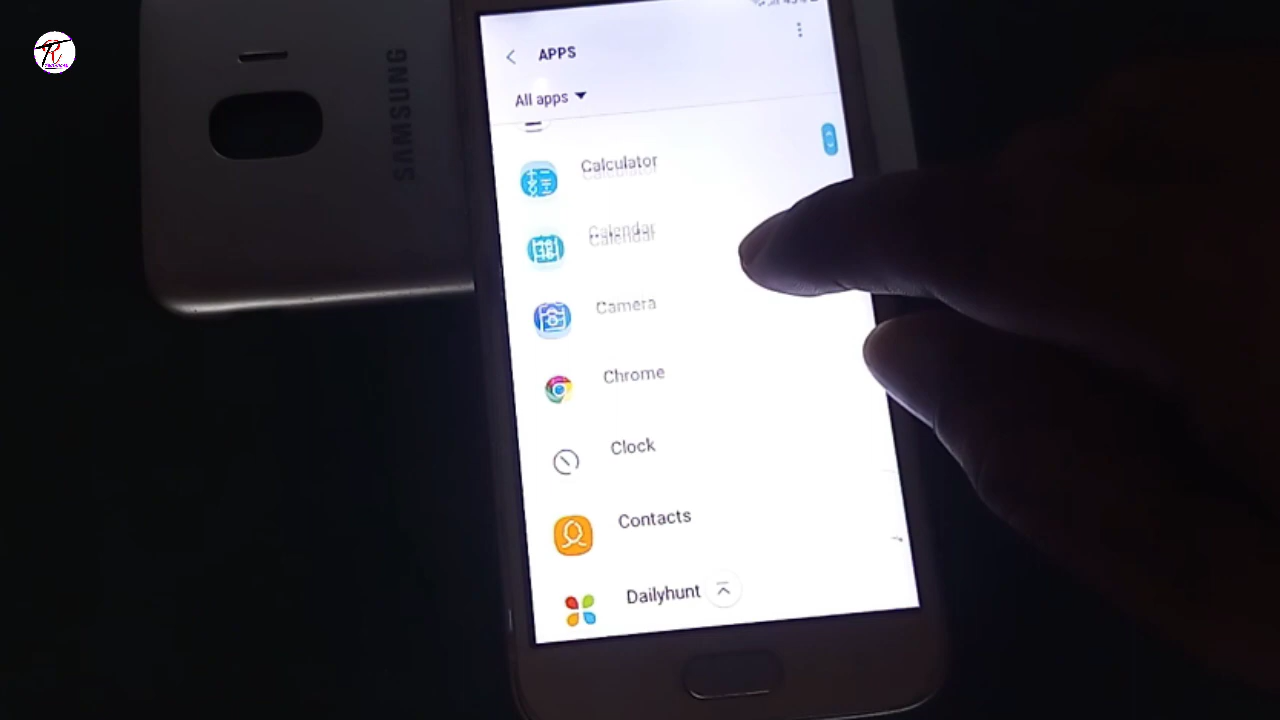 SAMSUNG
APPS
All apps
Calculator
Calendar
Camera
Chrome
Clock
Contacts
Dailyhunt